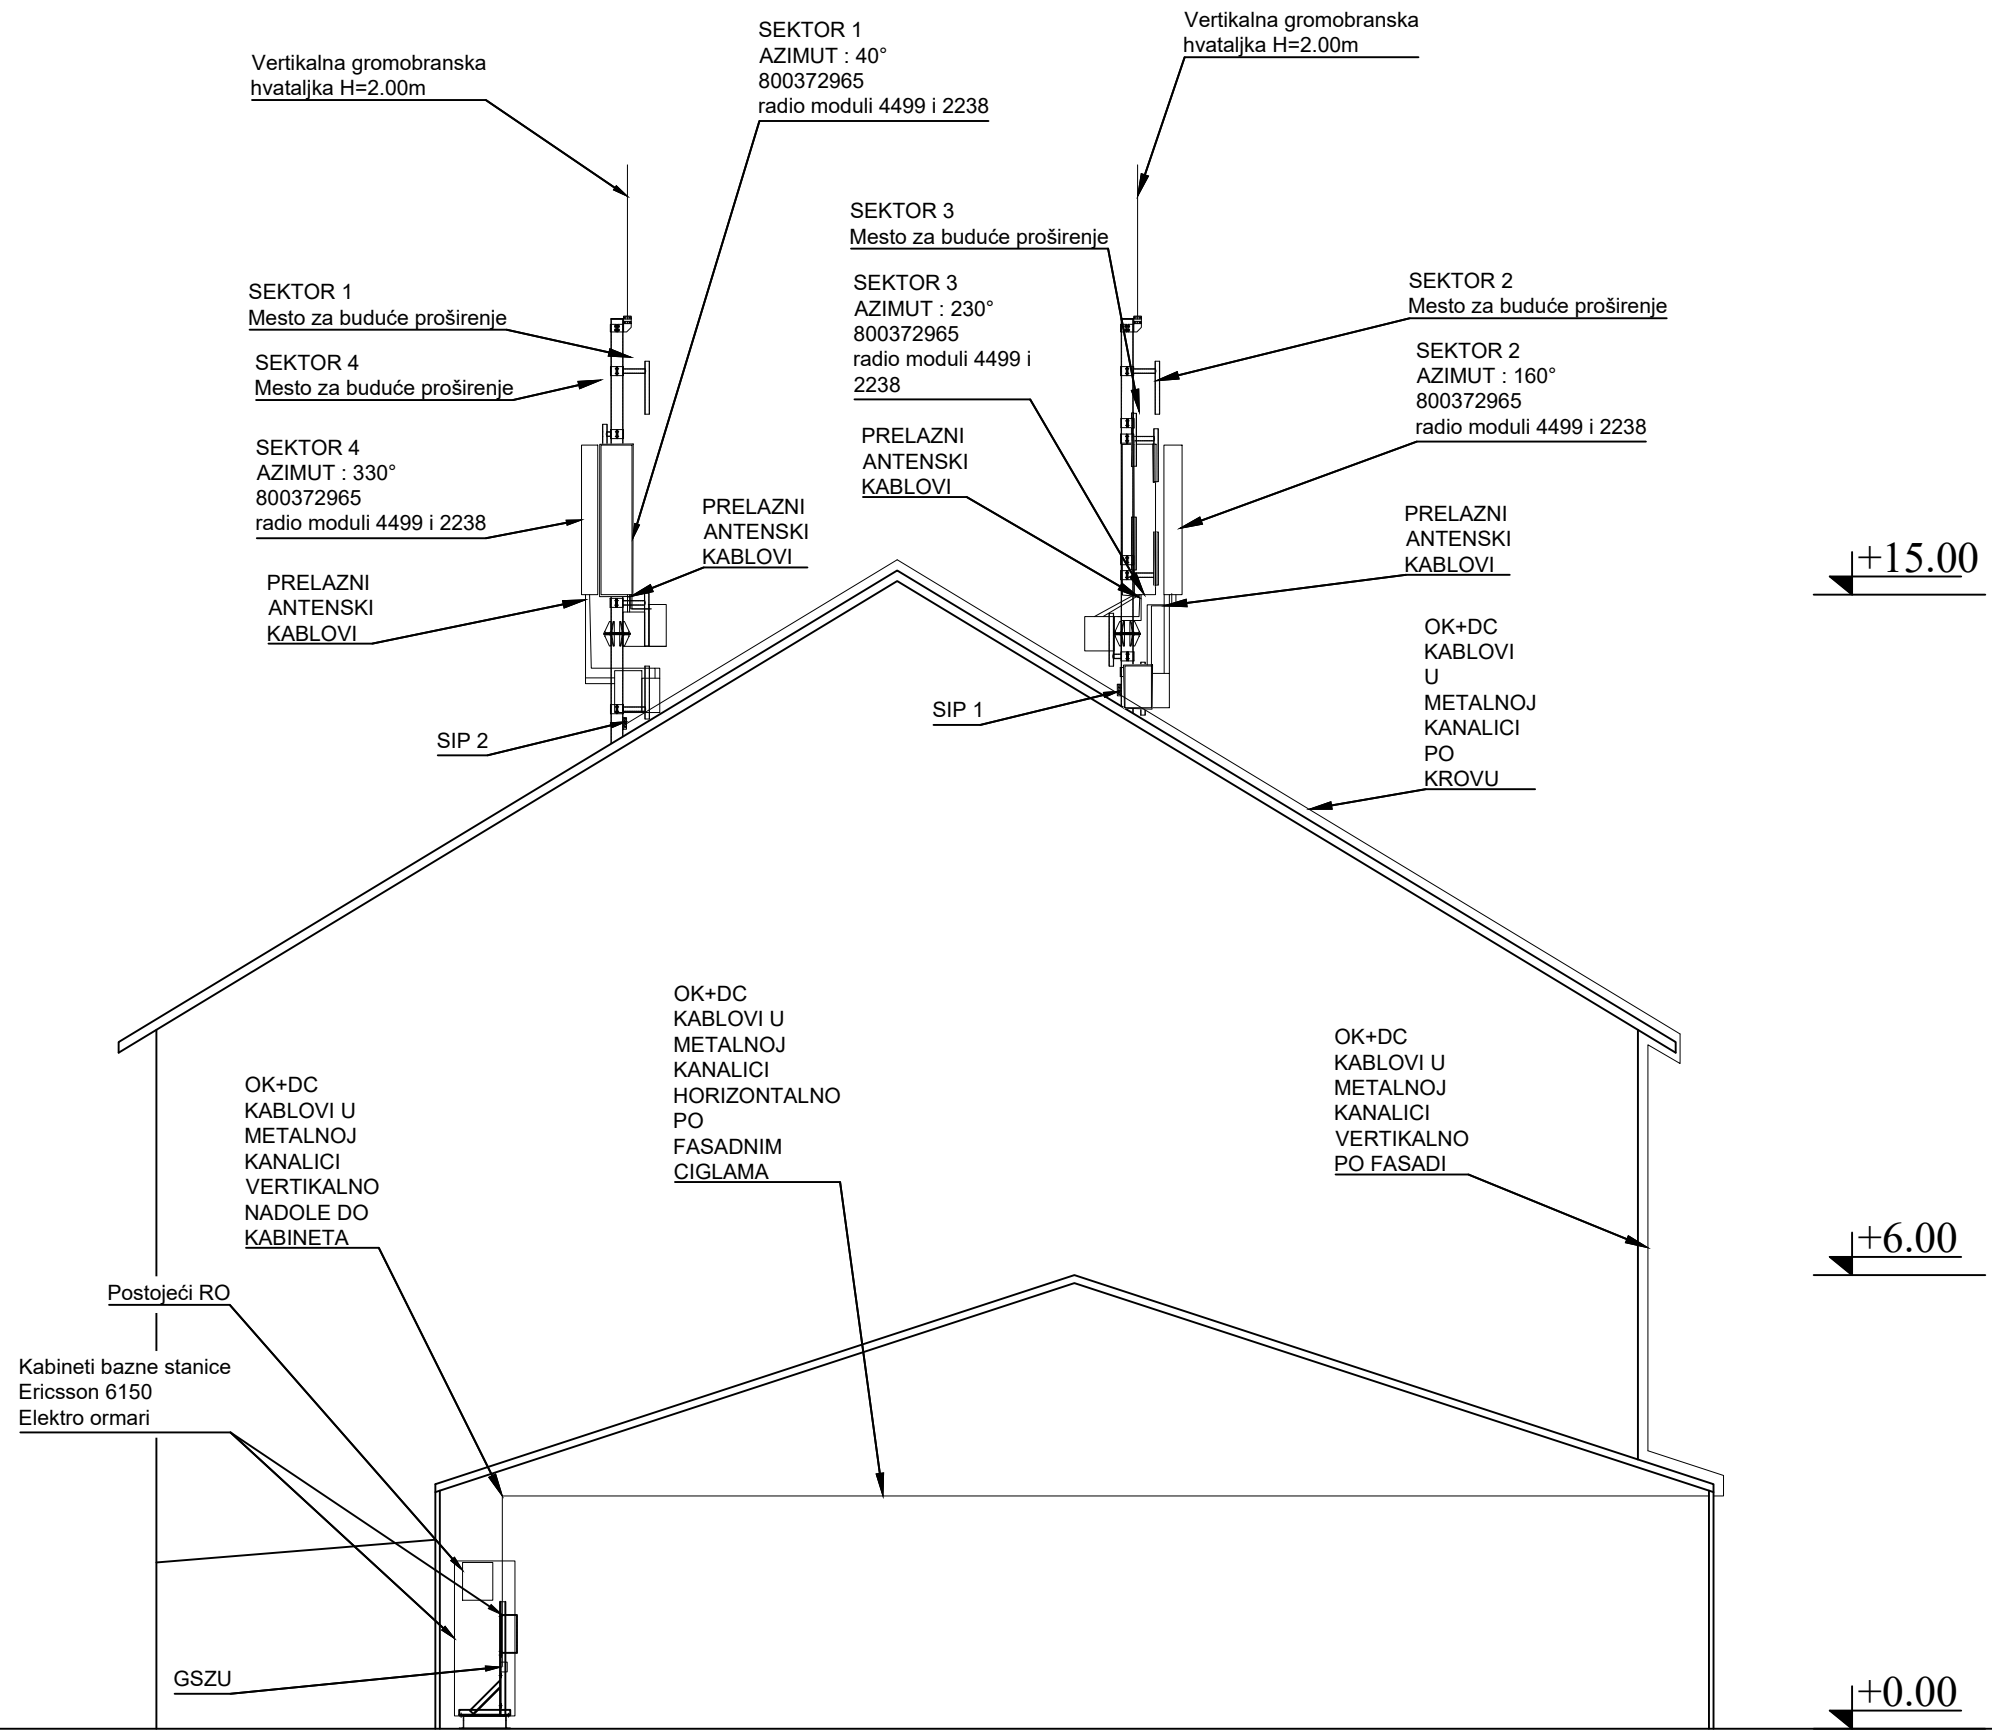 Vertikalna gromobranska
hvataljka H=2.00m
SEKTOR 1
AZIMUT : 40°
800372965
radio moduli 4499 i 2238
Vertikalna gromobranska
hvataljka H=2.00m
SEKTOR 3
Mesto za buduće proširenje
SEKTOR 1
Mesto za buduće proširenje
SEKTOR 3
AZIMUT : 230°
800372965
radio moduli 4499 i
2238
SEKTOR 2
Mesto za buduće proširenje
SEKTOR 4
Mesto za buduće proširenje
SEKTOR 2
AZIMUT : 160°
800372965
radio moduli 4499 i 2238
SEKTOR 4
AZIMUT : 330°
800372965
radio moduli 4499 i 2238
PRELAZNI
ANTENSKI
KABLOVI
PRELAZNI
ANTENSKI
KABLOVI
PRELAZNI
ANTENSKI
KABLOVI
PRELAZNI
ANTENSKI
KABLOVI
+15.00
OK+DC
KABLOVI
U
METALNOJ
KANALICI
PO
KROVU
SIP 2
SIP 1
OK+DC
KABLOVI U
METALNOJ
KANALICI
HORIZONTALNO
PO
FASADNIM
CIGLAMA
OK+DC
KABLOVI U
METALNOJ
KANALICI
VERTIKALNO
PO FASADI
OK+DC
KABLOVI U
METALNOJ
KANALICI
VERTIKALNO
NADOLE DO
KABINETA
+6.00
Postojeći RO
Kabineti bazne stanice
Ericsson 6150
Elektro ormari
GSZU
+0.00